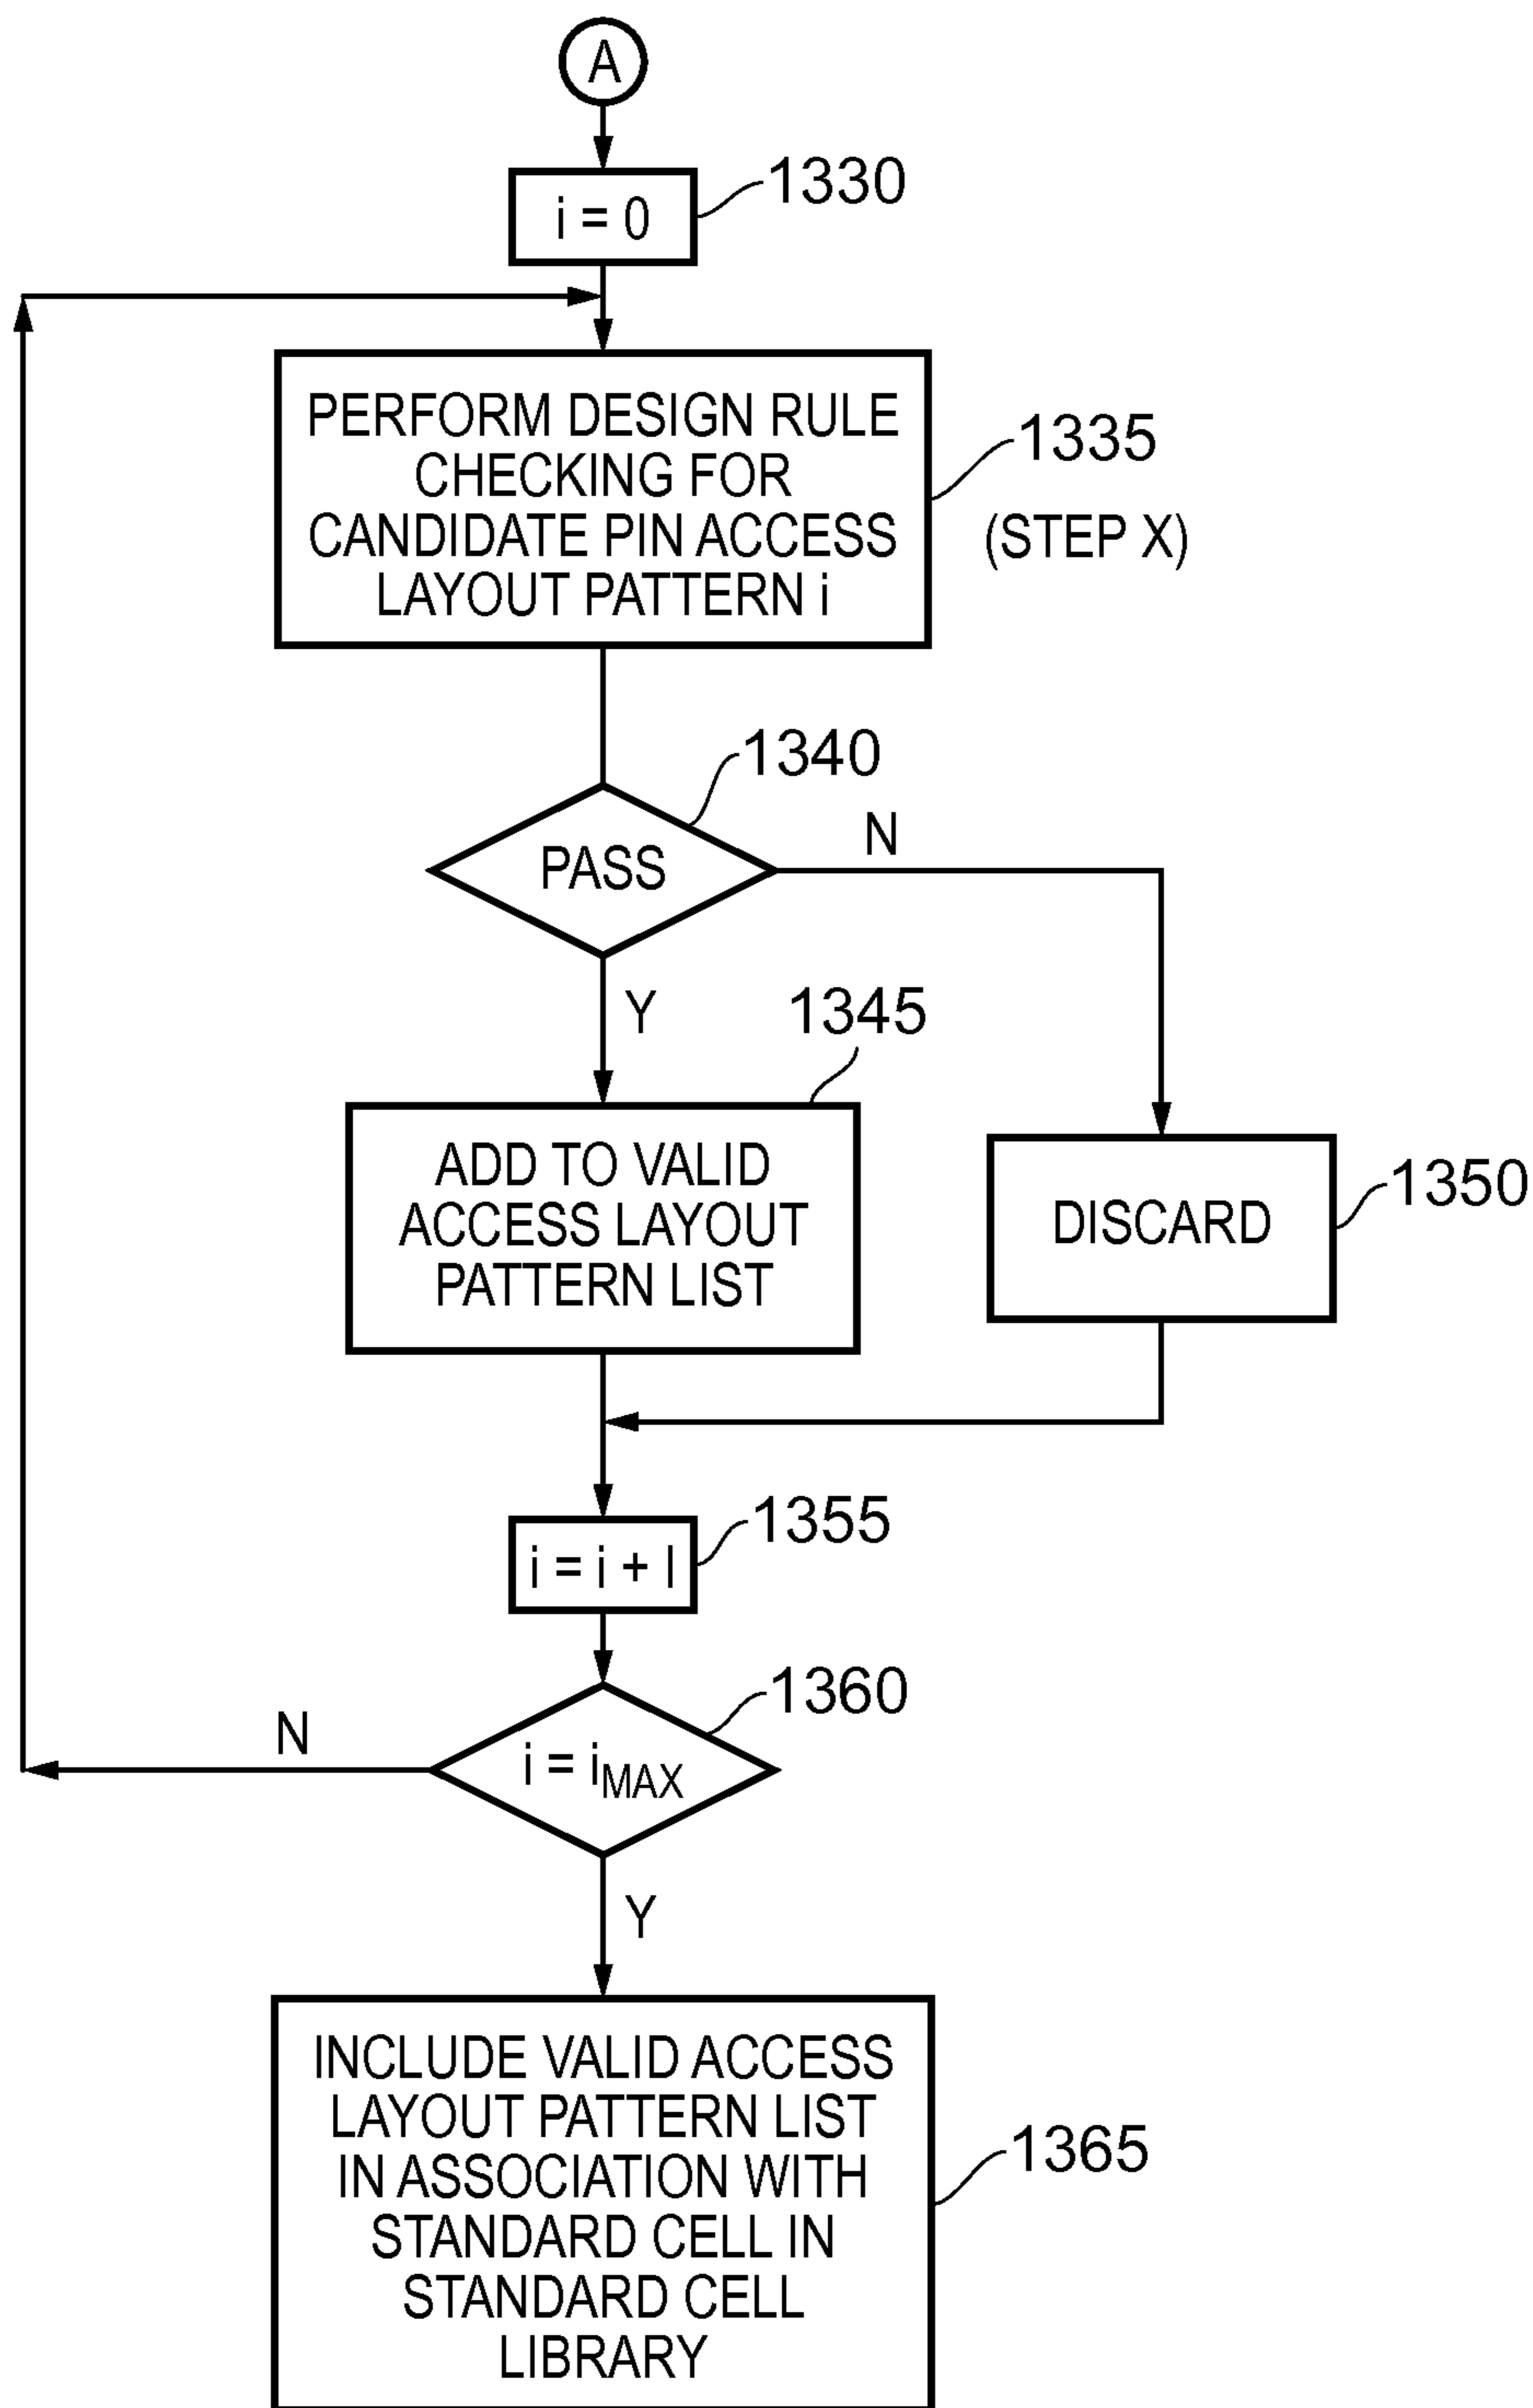 A
1330
i = 0
PERFORM DESIGN RULE
CHECKING FOR
CANDIDATE PIN ACCESS
LAYOUT PATTERN i
1335
(STEP X)
1340
PASS
N
Y
1345
ADD TO VALID
ACCESS LAYOUT
PATTERN LIST
DISCARD
1350
1355
i = i + I
1360
i = iMAX
N
Y
INCLUDE VALID ACCESS
LAYOUT PATTERN LIST
IN ASSOCIATION WITH
STANDARD CELL IN
STANDARD CELL
LIBRARY
1365